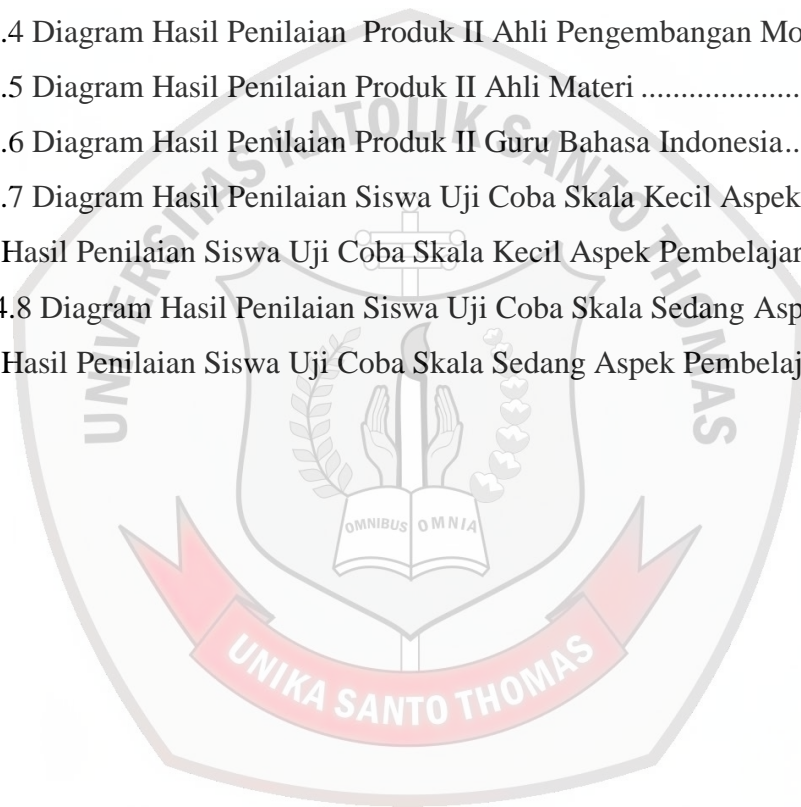 .4 Diagram Hasil Penilaian  Produk II Ahli Pengembangan Mo
.5 Diagram Hasil Penilaian Produk II Ahli Materi ....................
.6 Diagram Hasil Penilaian Produk II Guru Bahasa Indonesia..
.7 Diagram Hasil Penilaian Siswa Uji Coba Skala Kecil Aspek
Hasil Penilaian Siswa Uji Coba Skala Kecil Aspek Pembelajar
4.8 Diagram Hasil Penilaian Siswa Uji Coba Skala Sedang Asp
Hasil Penilaian Siswa Uji Coba Skala Sedang Aspek Pembelaj
UNIVERSITAS KATOLIK SANTO THOMAS
OMNIBUS OMNIA
UNIKA SANTO THOMAS